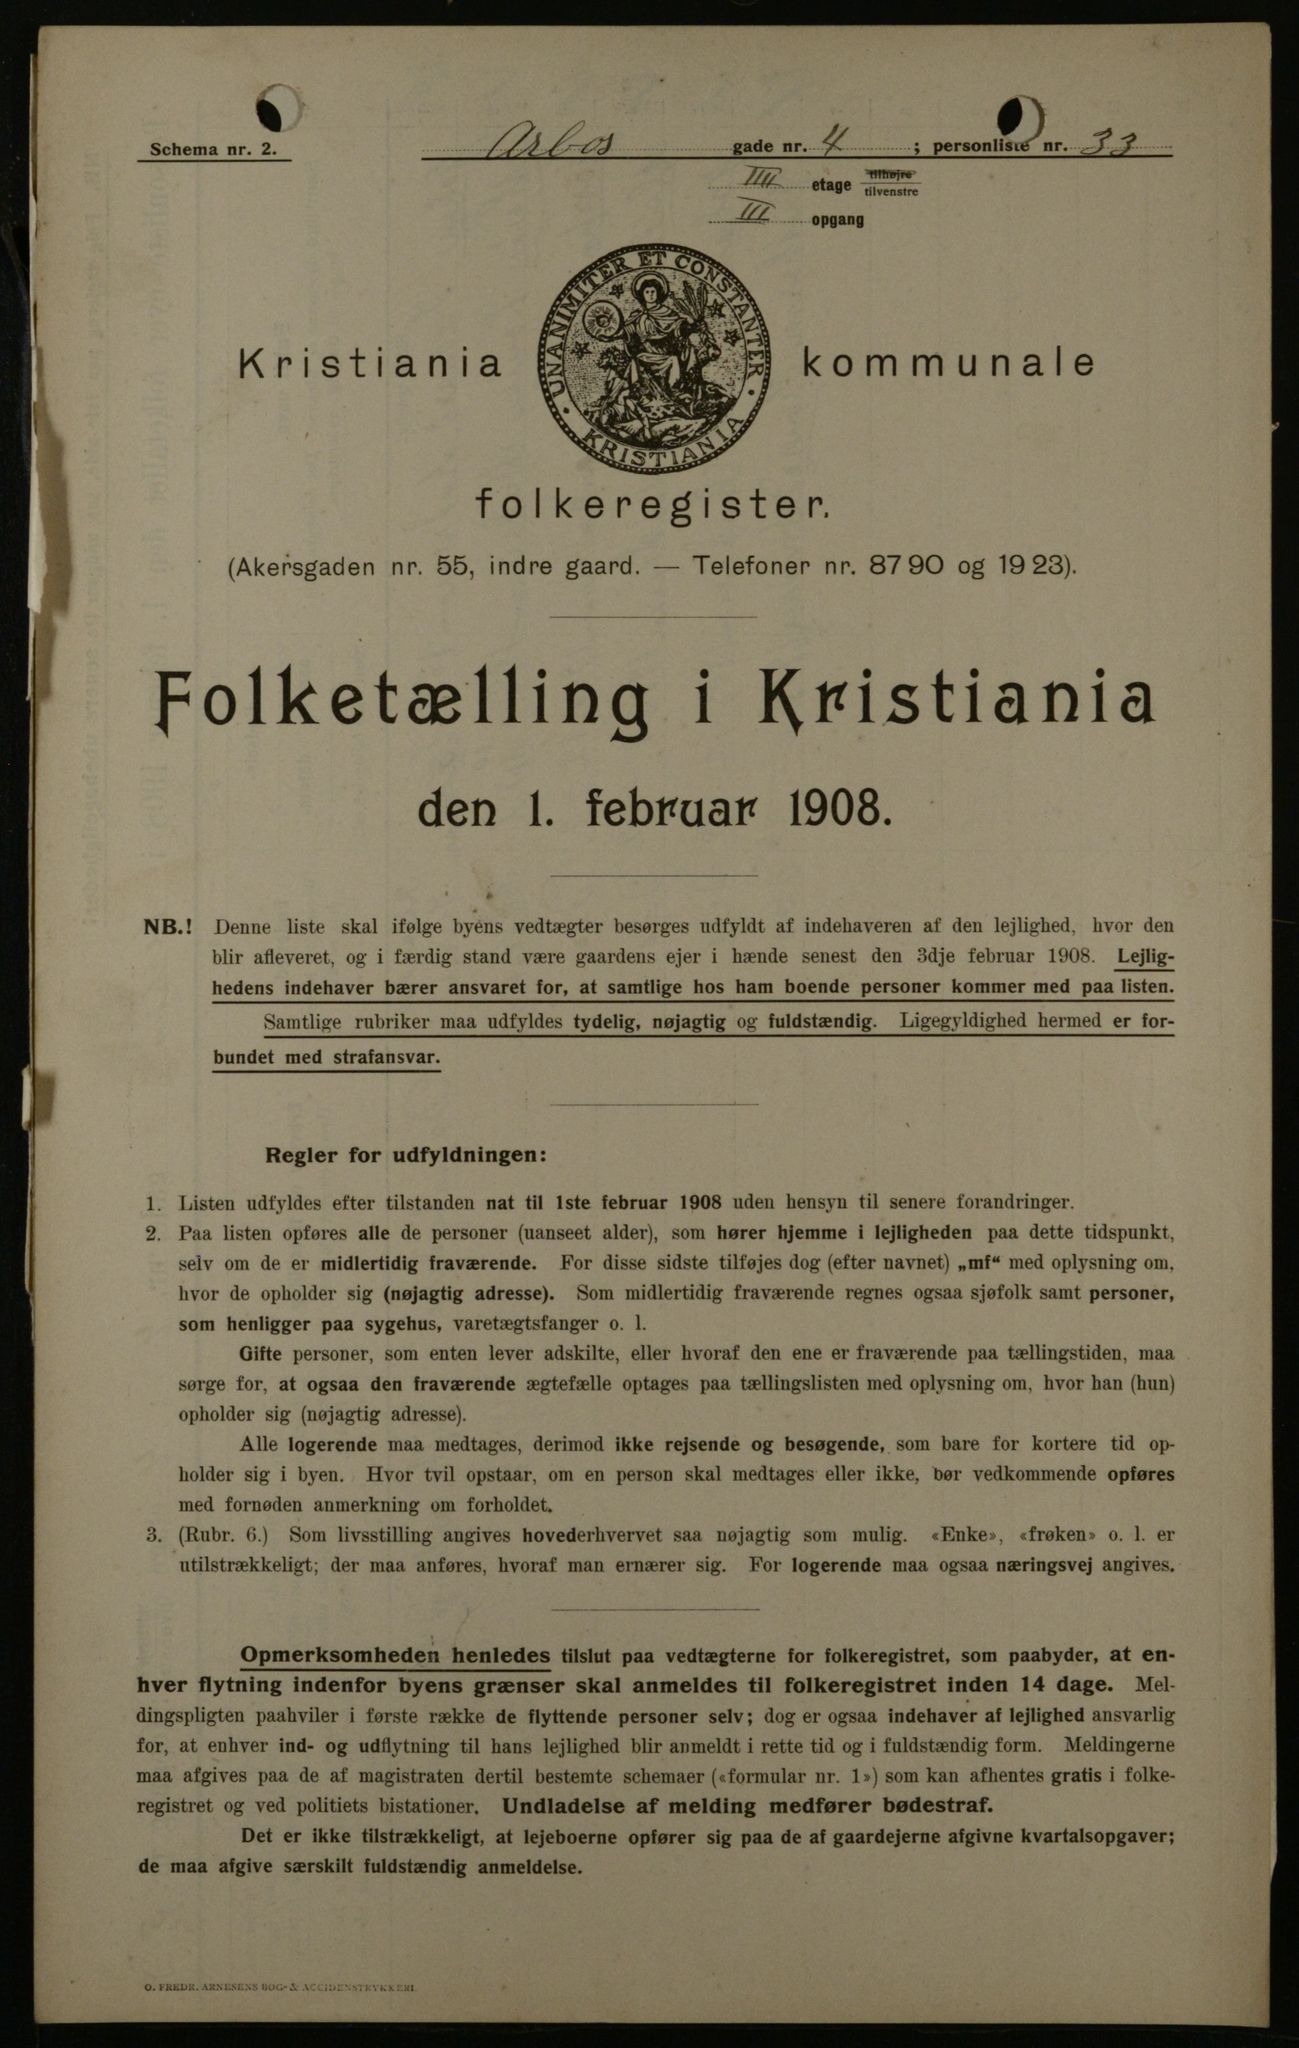 Schema nr. 2.
Arbos gade nr. 4 ; personliste nr. 33
IIII etage tilhøjre
tilvenstre
III opgang
UNANIMITER ET CONSTANTER
KRISTIANIA
Kristiania kommunale
folkeregister.
(Akersgaden nr. 55, indre gaard. — Telefoner nr. 8790 og 1923).
Folketælling i Kristiania
den 1. februar 1908.
NB.! Denne liste skal ifølge byens vedtægter besørges udfyldt af indehaveren af den lejlighed, hvor den
blir afleveret, og i færdig stand være gaardens ejer i hænde senest den 3dje februar 1908. Lejlig-
hedens indehaver bærer ansvaret for, at samtlige hos ham boende personer kommer med paa listen.
Samtlige rubriker maa udfyldes tydelig, nøjagtig og fuldstændig. Ligegyldighed hermed er for-
bundet med strafansvar.
Regler for udfyldningen:
1. Listen udfyldes efter tilstanden nat til 1ste februar 1908 uden hensyn til senere forandringer.
2. Paa listen opføres alle de personer (uanseet alder), som hører hjemme i lejligheden paa dette tidspunkt,
selv om de er midlertidig fraværende. For disse sidste tilføjes dog (efter navnet) „mf“ med oplysning om,
hvor de opholder sig (nøjagtig adresse). Som midlertidig fraværende regnes ogsaa sjøfolk samt personer,
som henligger paa sygehus, varetægtsfanger o. l.
Gifte personer, som enten lever adskilte, eller hvoraf den ene er fraværende paa tællingstiden, maa
sørge for, at ogsaa den fraværende ægtefælle optages paa tællingslisten med oplysning om, hvor han (hun)
opholder sig (nøjagtig adresse).
Alle logerende maa medtages, derimod ikke rejsende og besøgende, som bare for kortere tid op-
holder sig i byen. Hvor tvil opstaar, om en person skal medtages eller ikke, bør vedkommende opføres
med fornøden anmerkning om forholdet.
3. (Rubr. 6.) Som livsstilling angives hovederhvervet saa nøjagtig som mulig. «Enke», «frøken» o. l. er
utilstrækkeligt; der maa anføres, hvoraf man ernærer sig. For logerende maa ogsaa næringsvej angives.
Opmerksomheden henledes tilslut paa vedtægterne for folkeregistret, som paabyder, at en-
hver flytning indenfor byens grænser skal anmeldes til folkeregistret inden 14 dage. Mel-
dingspligten paahviler i første række de flyttende personer selv; dog er ogsaa indehaver af lejlighed ansvarlig
for, at enhver ind- og udflytning til hans lejlighed blir anmeldt i rette tid og i fuldstændig form. Meldingerne
maa afgives paa de af magistraten dertil bestemte schemaer («formular nr. 1») som kan afhentes gratis i folke-
registret og ved politiets bistationer. Undladelse af melding medfører bødestraf.
Det er ikke tilstrækkeligt, at lejeboerne opfører sig paa de af gaardejerne afgivne kvartalsopgaver;
de maa afgive særskilt fuldstændig anmeldelse.
O. FREDR. ARNESENS BOG- & ACCIDENSTRYKKERI.